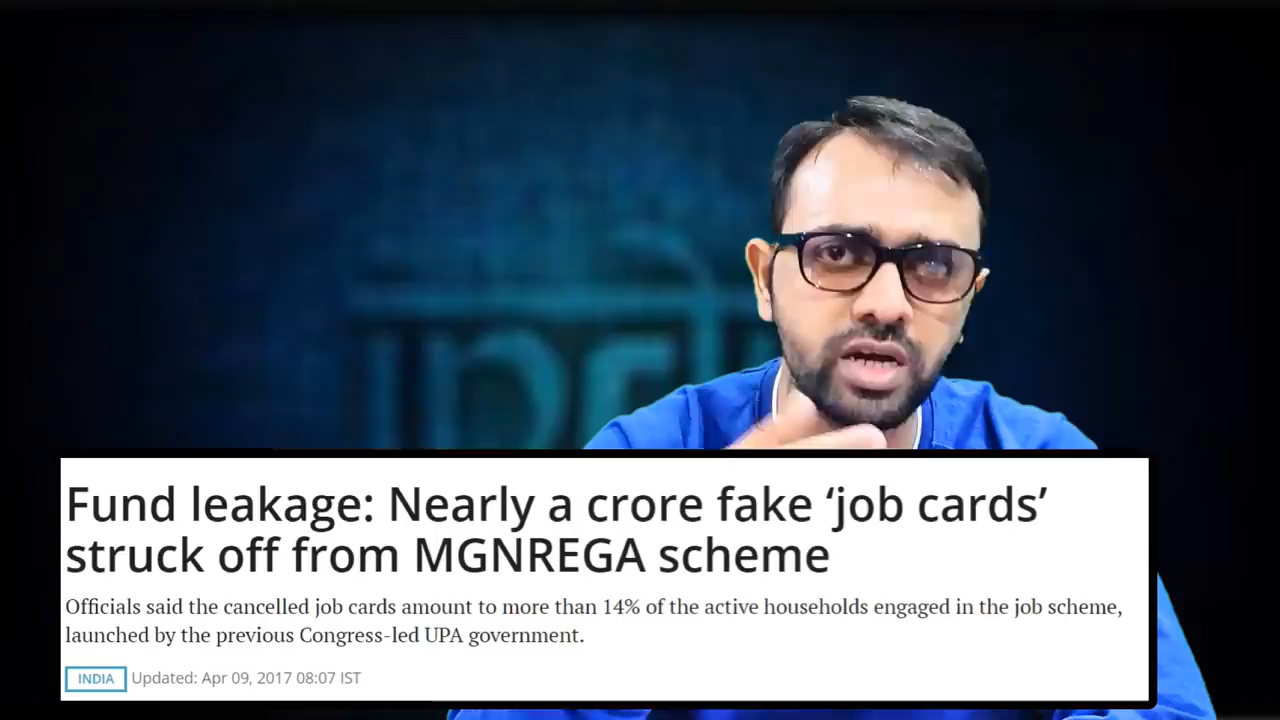 Fund leakage: Nearly a crore fake ‘job cards’
struck off from MGNREGA scheme
Officials said the cancelled job cards amount to more than 14% of the active households engaged in the job scheme,
launched by the previous Congress-led UPA government.
INDIA Updated: Apr 09, 2017 08:07 IST